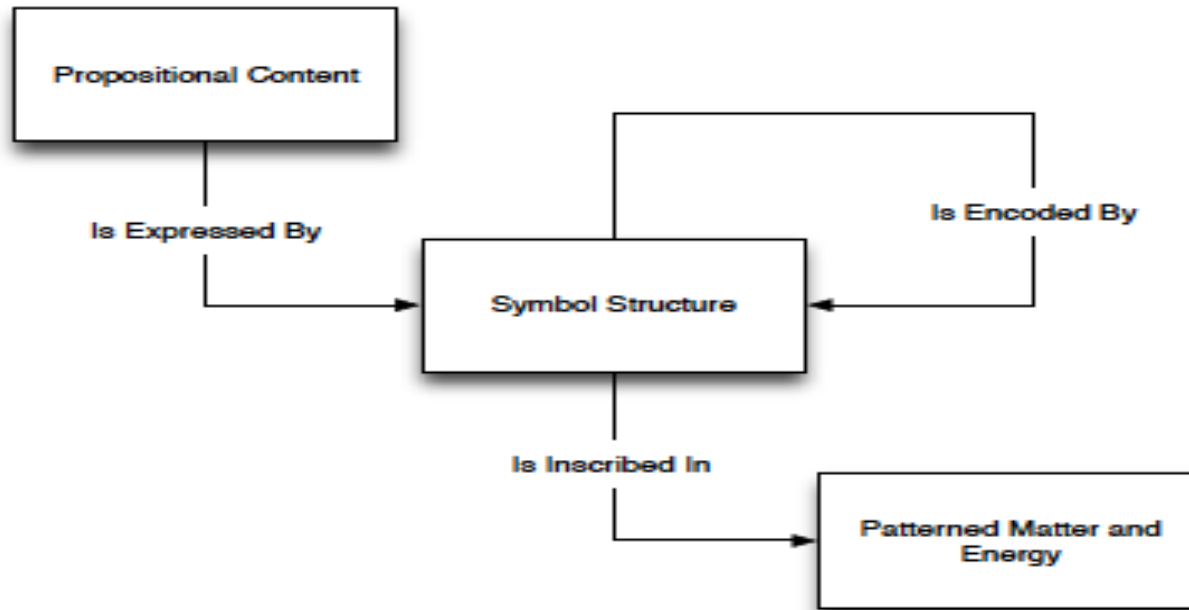 Propositional Content
Is Expressed By
Is Encoded By
Symbol Structure
Is Inscribed In
Patterned Matter and
Energy